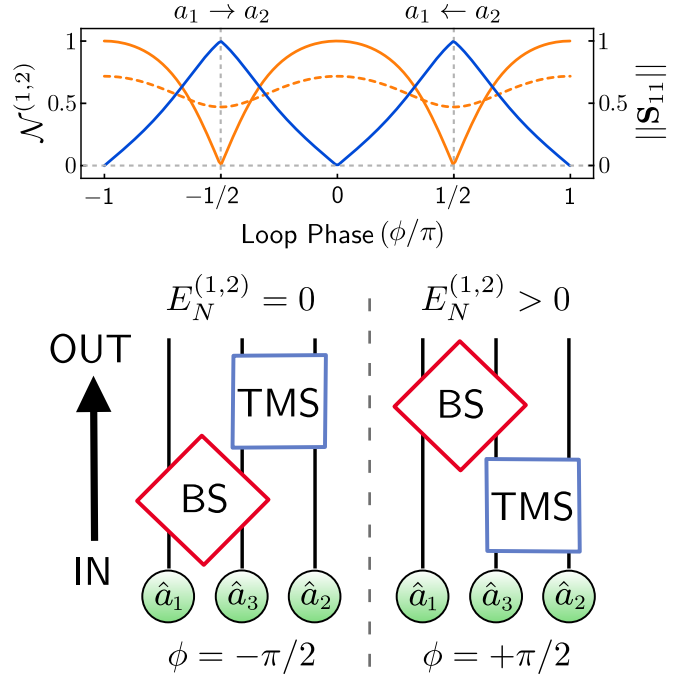 a₁ → a₂ a₁ ← a₂
1 1
0.5 0.5
0 0
𝒩^(1,2) ||S₁₁||
−1 −1/2 0 1/2 1
Loop Phase (ϕ/π)
E_N^(1,2) = 0 E_N^(1,2) > 0
OUT
TMS BS
BS TMS
IN
â₁ â₃ â₂ â₁ â₃ â₂
ϕ = −π/2 ϕ = +π/2